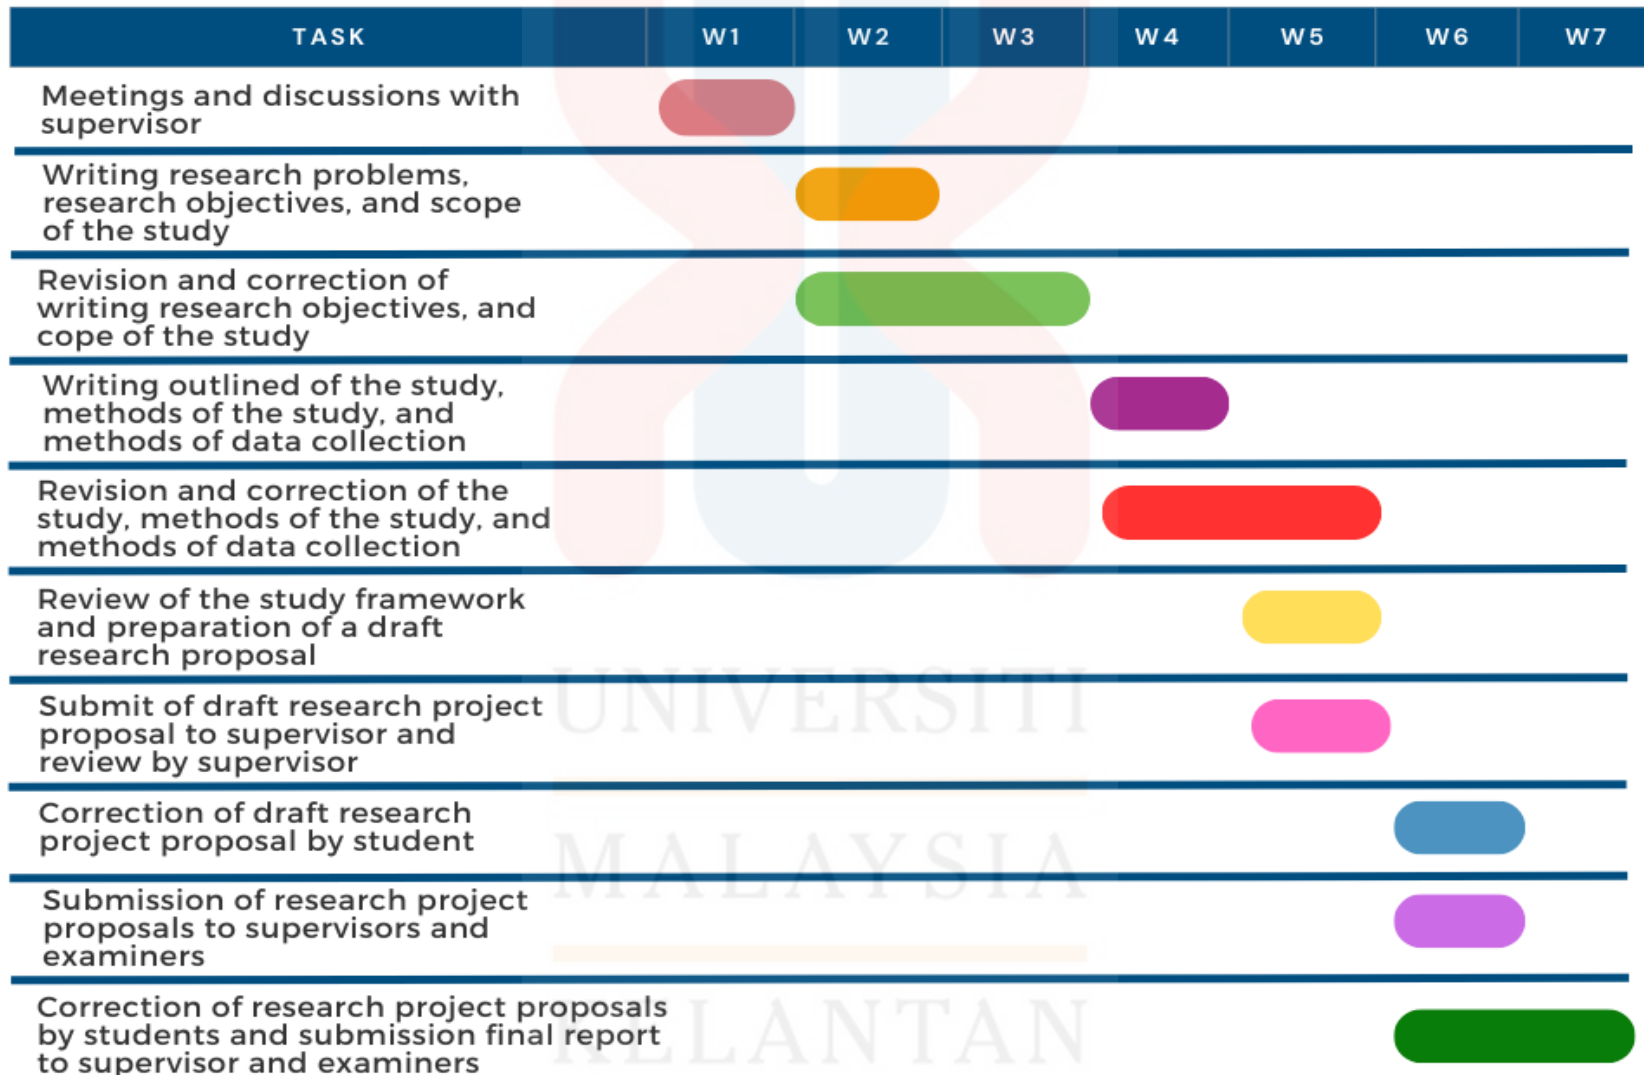 TASK W1 W2 W3 W4 W5 W6 W7
Meetings and discussions with
supervisor
Writing research problems,
research objectives, and scope
of the study
Revision and correction of
writing research objectives, and
cope of the study
Writing outlined of the study,
methods of the study, and
methods of data collection
Revision and correction of the
study, methods of the study, and
methods of data collection
Review of the study framework
and preparation of a draft
research proposal
Submit of draft research project
proposal to supervisor and
review by supervisor
Correction of draft research
project proposal by student
Submission of research project
proposals to supervisors and
examiners
Correction of research project proposals
by students and submission final report
to supervisor and examiners
UNIVERSITI
MALAYSIA
KELANTAN